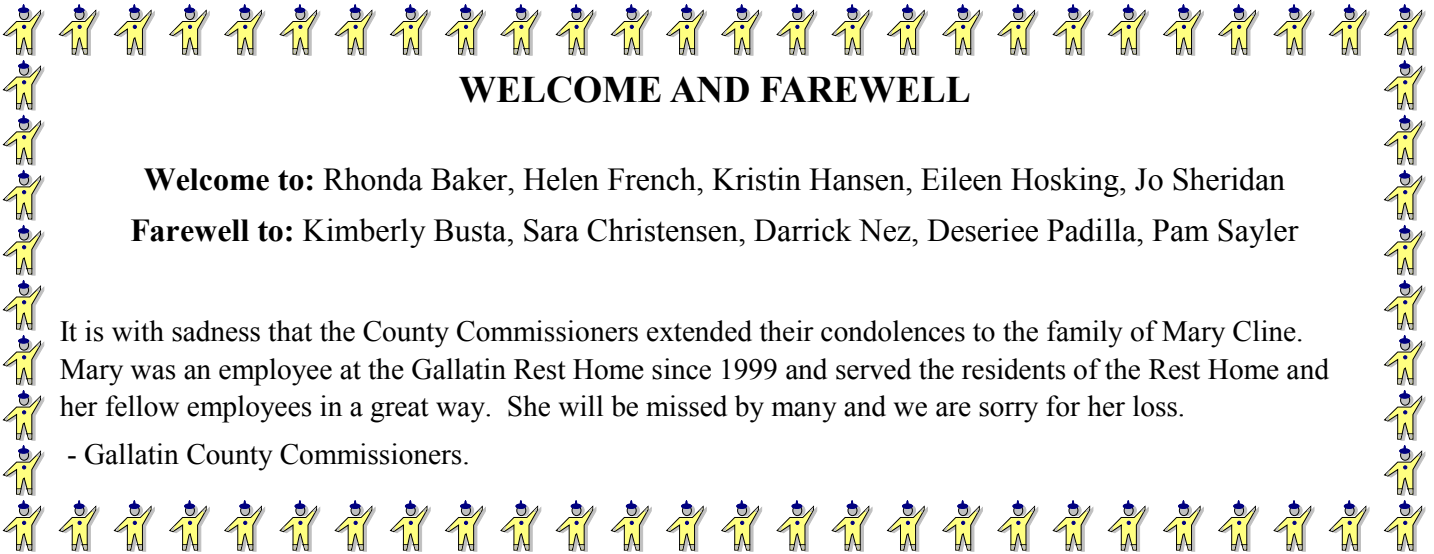 WELCOME AND FAREWELL
Welcome to: Rhonda Baker, Helen French, Kristin Hansen, Eileen Hosking, Jo Sheridan
Farewell to: Kimberly Busta, Sara Christensen, Darrick Nez, Deseriee Padilla, Pam Sayler
It is with sadness that the County Commissioners extended their condolences to the family of Mary Cline.
Mary was an employee at the Gallatin Rest Home since 1999 and served the residents of the Rest Home and
her fellow employees in a great way.  She will be missed by many and we are sorry for her loss.
- Gallatin County Commissioners.